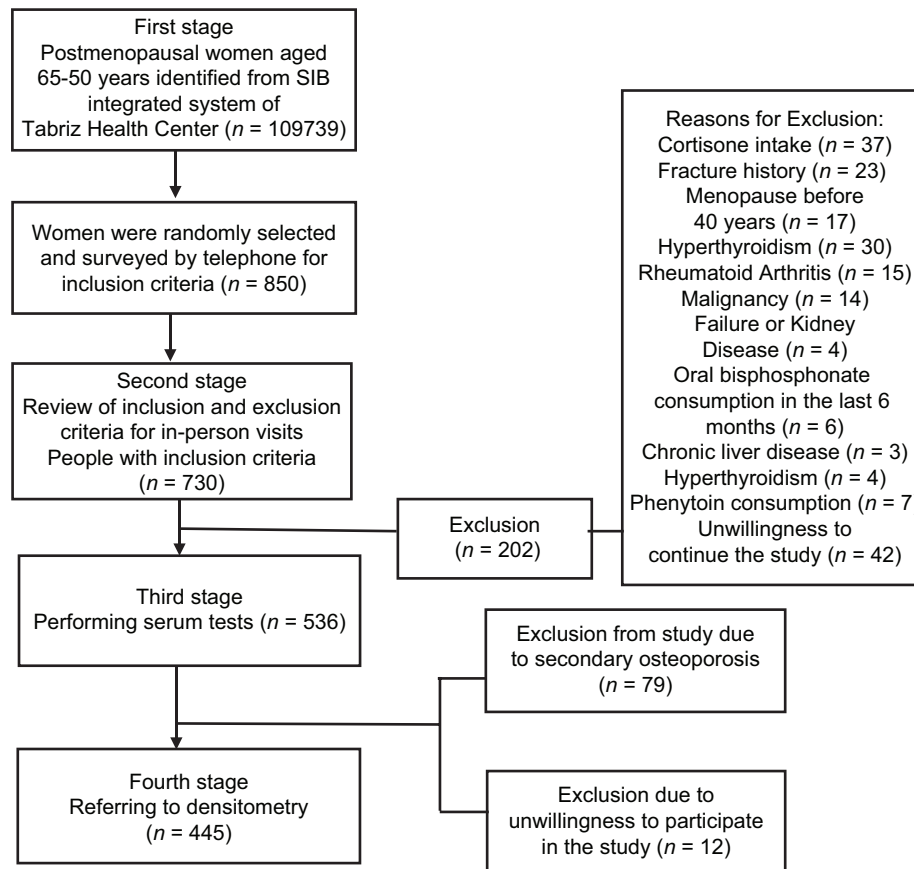 First stage
Postmenopausal women aged
65-50 years identified from SIB
integrated system of
Tabriz Health Center (n = 109739)
Women were randomly selected
and surveyed by telephone for
inclusion criteria (n = 850)
Second stage
Review of inclusion and exclusion
criteria for in-person visits
People with inclusion criteria
(n = 730)
Exclusion
(n = 202)
Reasons for Exclusion:
Cortisone intake (n = 37)
Fracture history (n = 23)
Menopause before
40 years (n = 17)
Hyperthyroidism (n = 30)
Rheumatoid Arthritis (n = 15)
Malignancy (n = 14)
Failure or Kidney
Disease (n = 4)
Oral bisphosphonate
consumption in the last 6
months (n = 6)
Chronic liver disease (n = 3)
Hyperthyroidism (n = 4)
Phenytoin consumption (n = 7
Unwillingness to
continue the study (n = 42)
Third stage
Performing serum tests (n = 536)
Exclusion from study due
to secondary osteoporosis
(n = 79)
Fourth stage
Referring to densitometry
(n = 445)
Exclusion due to
unwillingness to participate
in the study (n = 12)